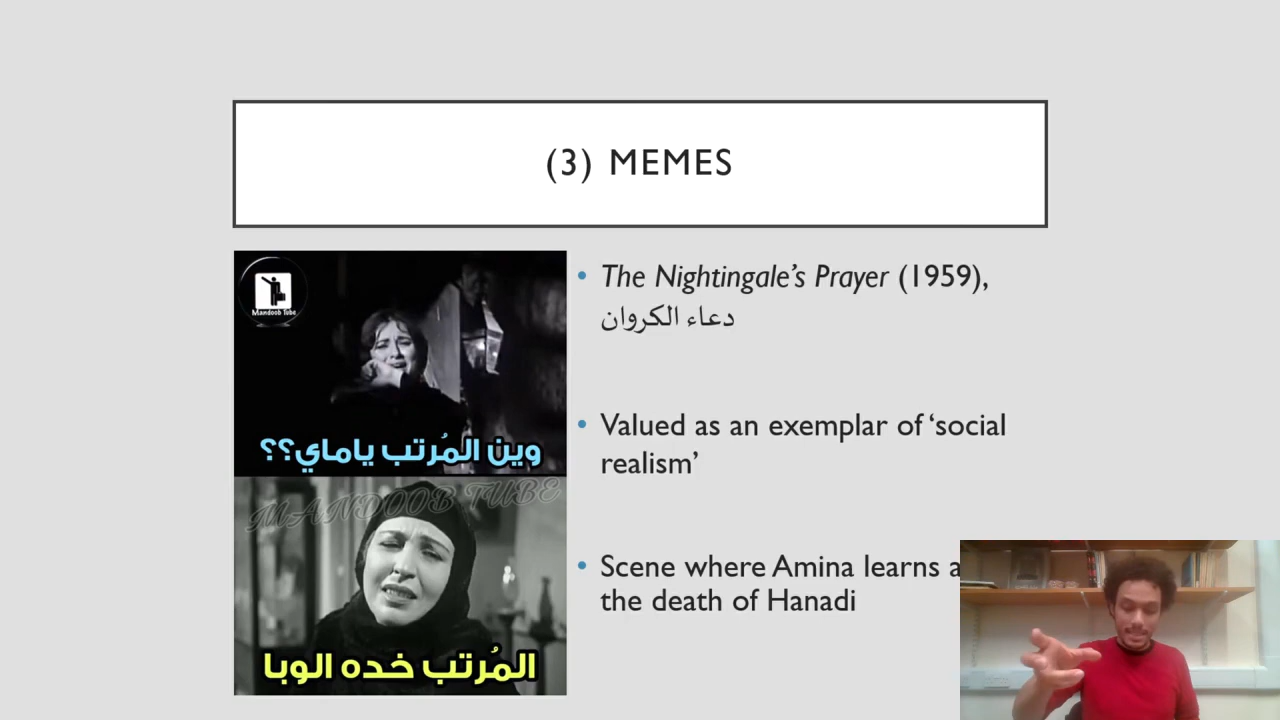 (3) MEMES
Mandoob Tube
وين المُرتب ياماي؟؟
MANDOOB TUBE
المُرتب خده الوبا
• The Nightingale's Prayer (1959),
دعاء الكروان
• Valued as an exemplar of 'social
realism'
• Scene where Amina learns a
the death of Hanadi